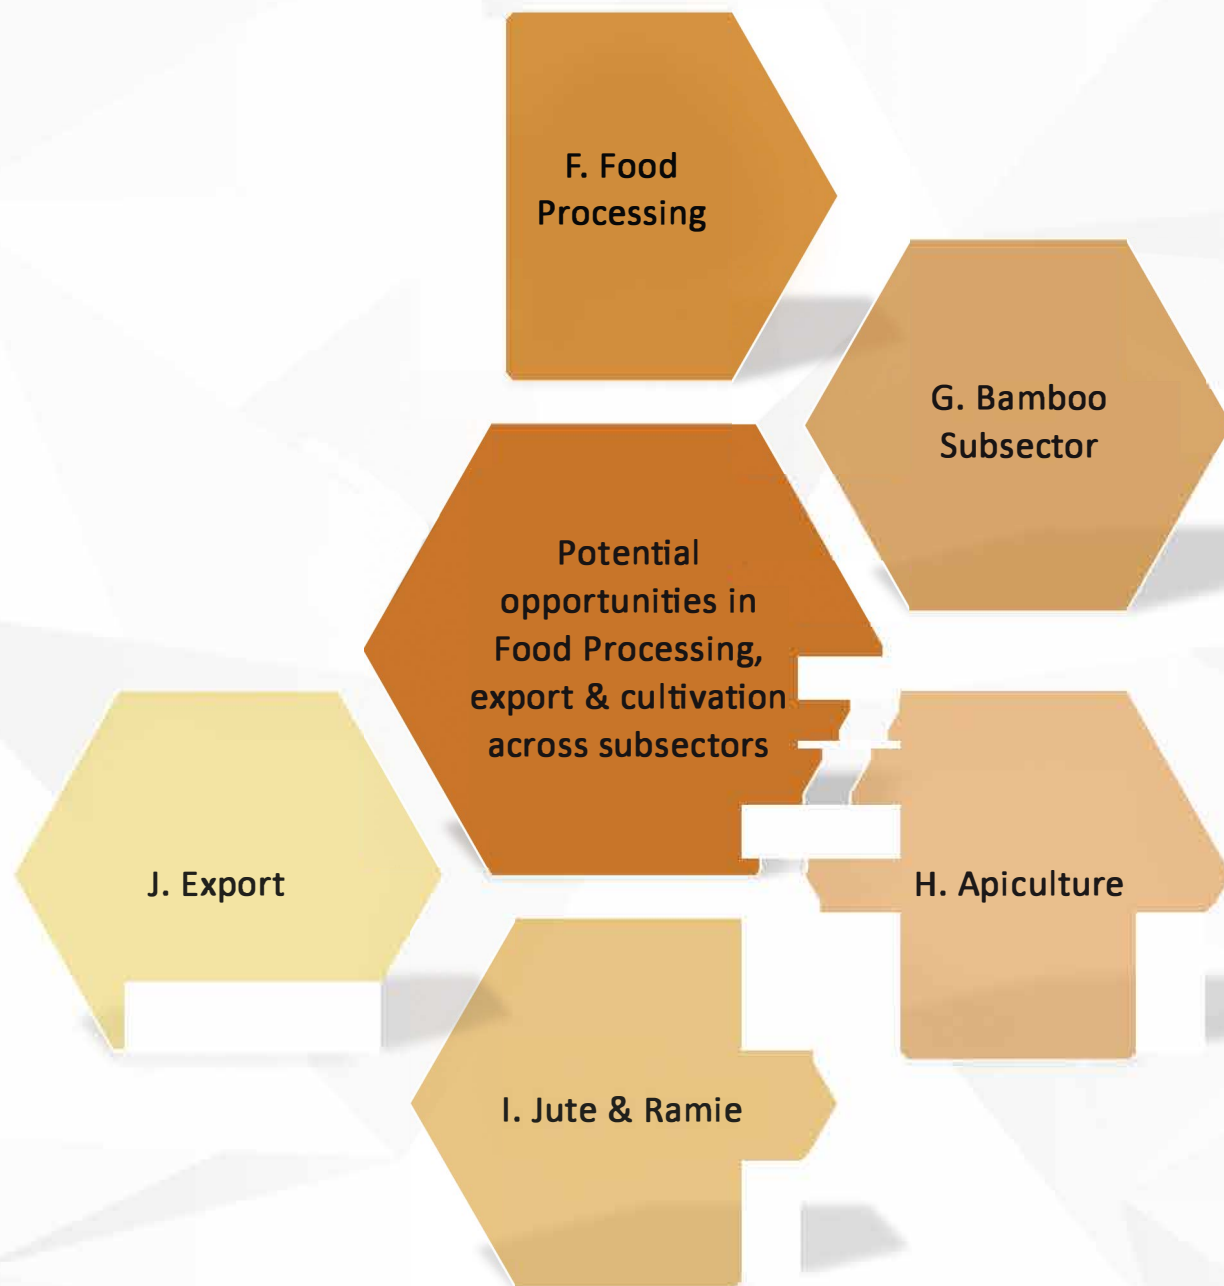 F. Food
Processing
G. Bamboo
Subsector
Potential
opportunities in
Food Processing,
export & cultivation
across subsectors
H. Apiculture
I. Jute & Ramie
J. Export